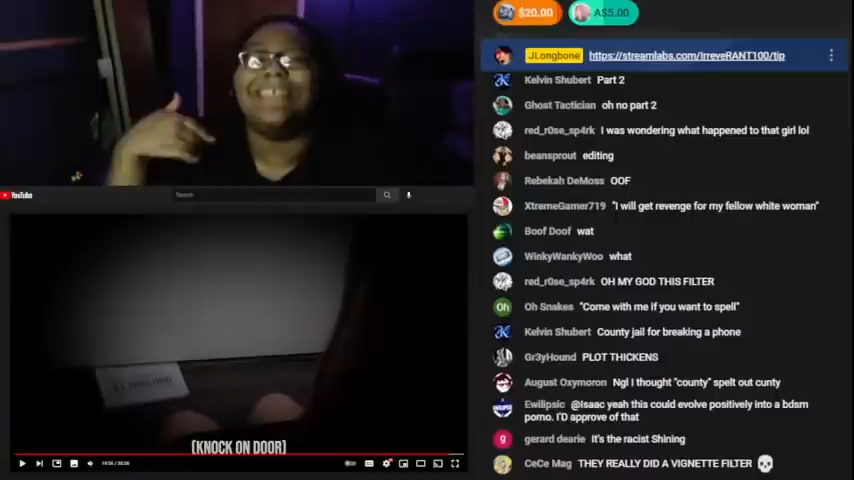 $20.00 A$5.00
JLongbone https://streamlabs.com/IrreveRANT100/tip
Kelvin Shubert Part 2
Ghost Tactician oh no part 2
red_r0se_sp4rk I was wondering what happened to that girl lol
beansprout editing
Rebekah DeMoss OOF
XtremeGamer719 "I will get revenge for my fellow white woman"
Boof Doof wat
WinkyWankyWoo what
red_r0se_sp4rk OH MY GOD THIS FILTER
Oh Oh Snakes "Come with me if you want to spell"
Kelvin Shubert County jail for breaking a phone
Gr3yHound PLOT THICKENS
August Oxymoron Ngl I thought "county" spelt out cunty
Ewilipsic @Isaac yeah this could evolve positively into a bdsm
porno. I'D approve of that
g gerard dearie It's the racist Shining
CeCe Mag THEY REALLY DID A VIGNETTE FILTER
YouTube
Search
(KNOCK ON DOOR)